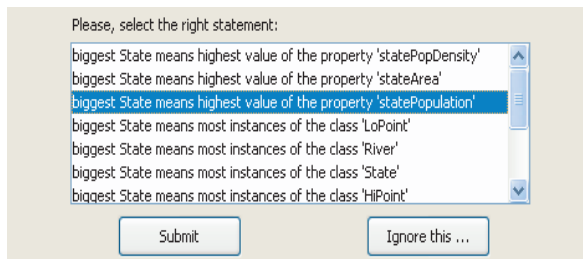 Please, select the right statement:
biggest State means highest value of the property 'statePopDensity'
biggest State means highest value of the property 'stateArea'
biggest State means highest value of the property 'statePopulation'
biggest State means most instances of the class 'LoPoint'
biggest State means most instances of the class 'River'
biggest State means most instances of the class 'State'
biggest State means most instances of the class 'HiPoint'
Submit
Ignore this ...